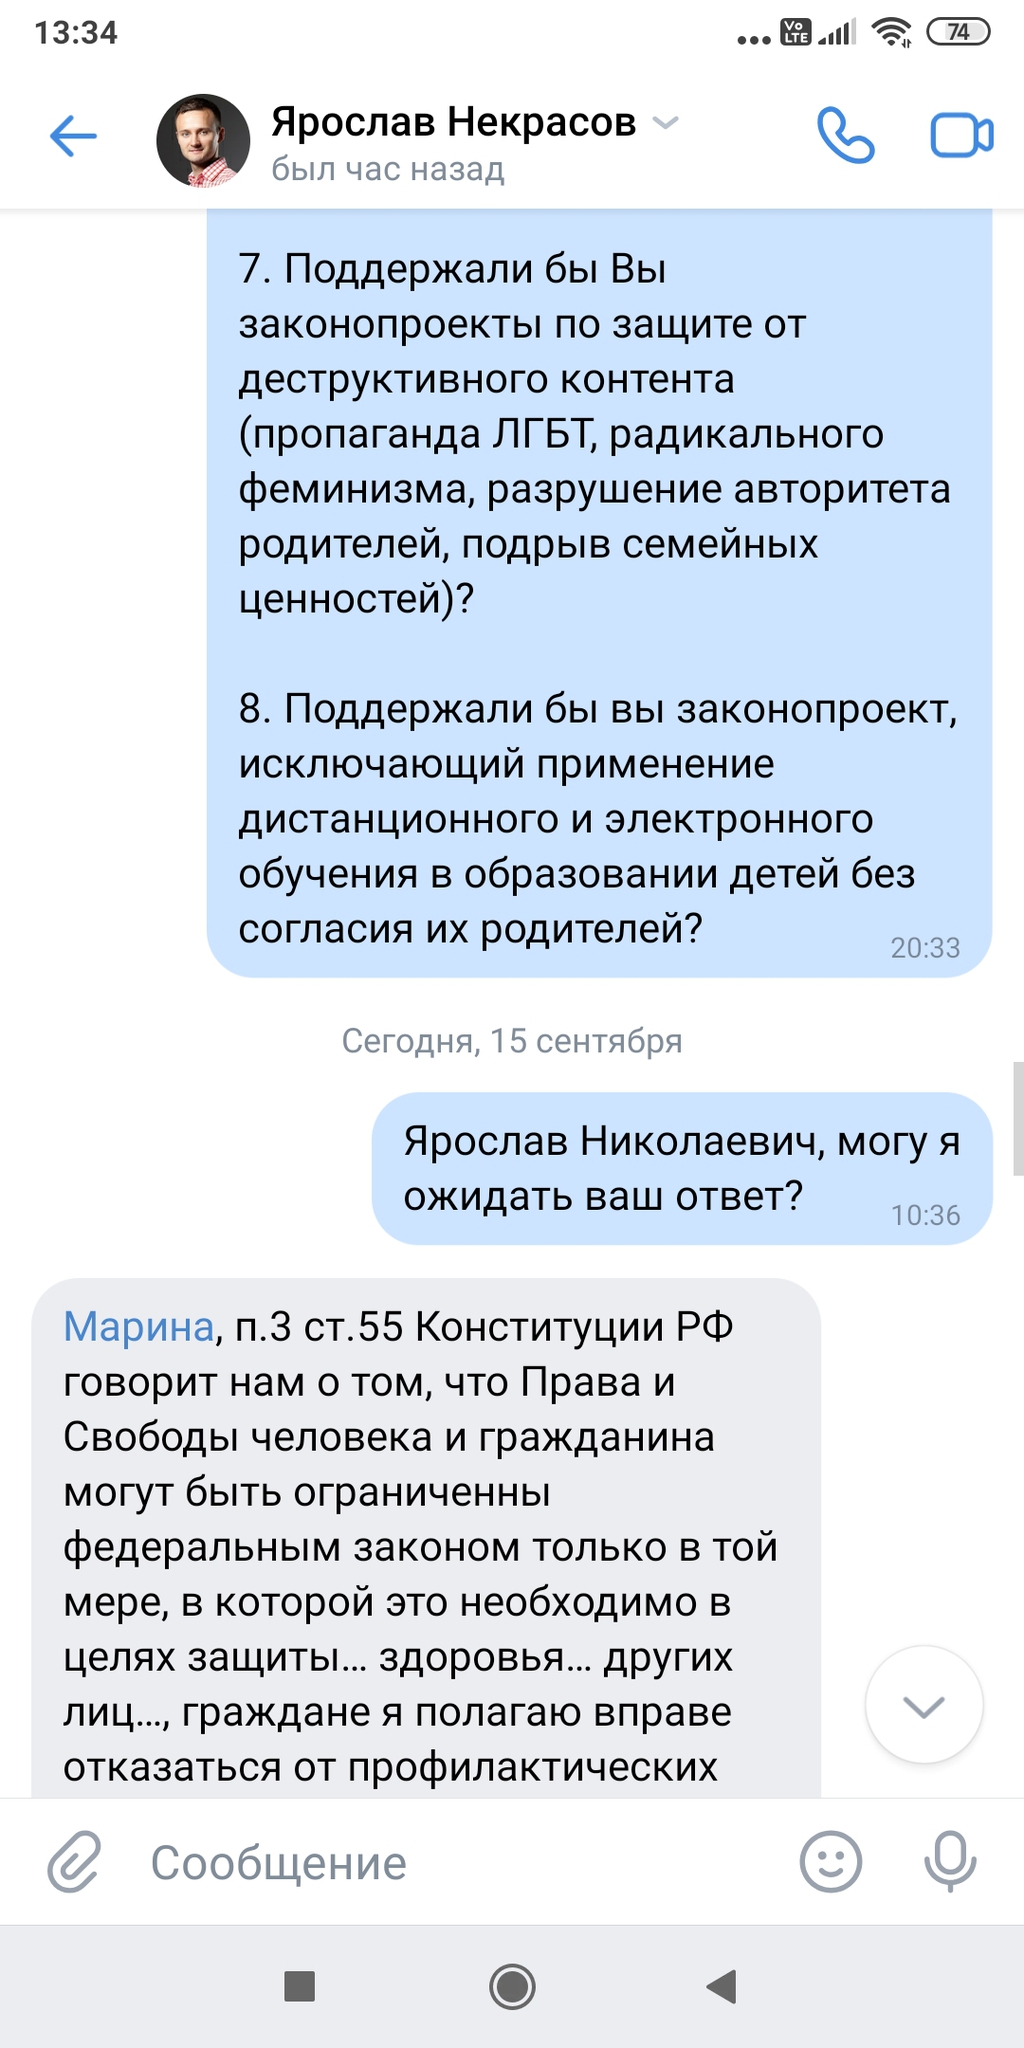 13:34
Vo LTE
74
Ярослав Некрасов
был час назад
7. Поддержали бы Вы
законопроекты по защите от
деструктивного контента
(пропаганда ЛГБТ, радикального
феминизма, разрушение авторитета
родителей, подрыв семейных
ценностей)?
8. Поддержали бы вы законопроект,
исключающий применение
дистанционного и электронного
обучения в образовании детей без
согласия их родителей?
20:33
Сегодня, 15 сентября
Ярослав Николаевич, могу я
ожидать ваш ответ?
10:36
Марина, п.3 ст.55 Конституции РФ
говорит нам о том, что Права и
Свободы человека и гражданина
могут быть ограниченны
федеральным законом только в той
мере, в которой это необходимо в
целях защиты... здоровья... других
лиц..., граждане я полагаю вправе
отказаться от профилактических
Сообщение